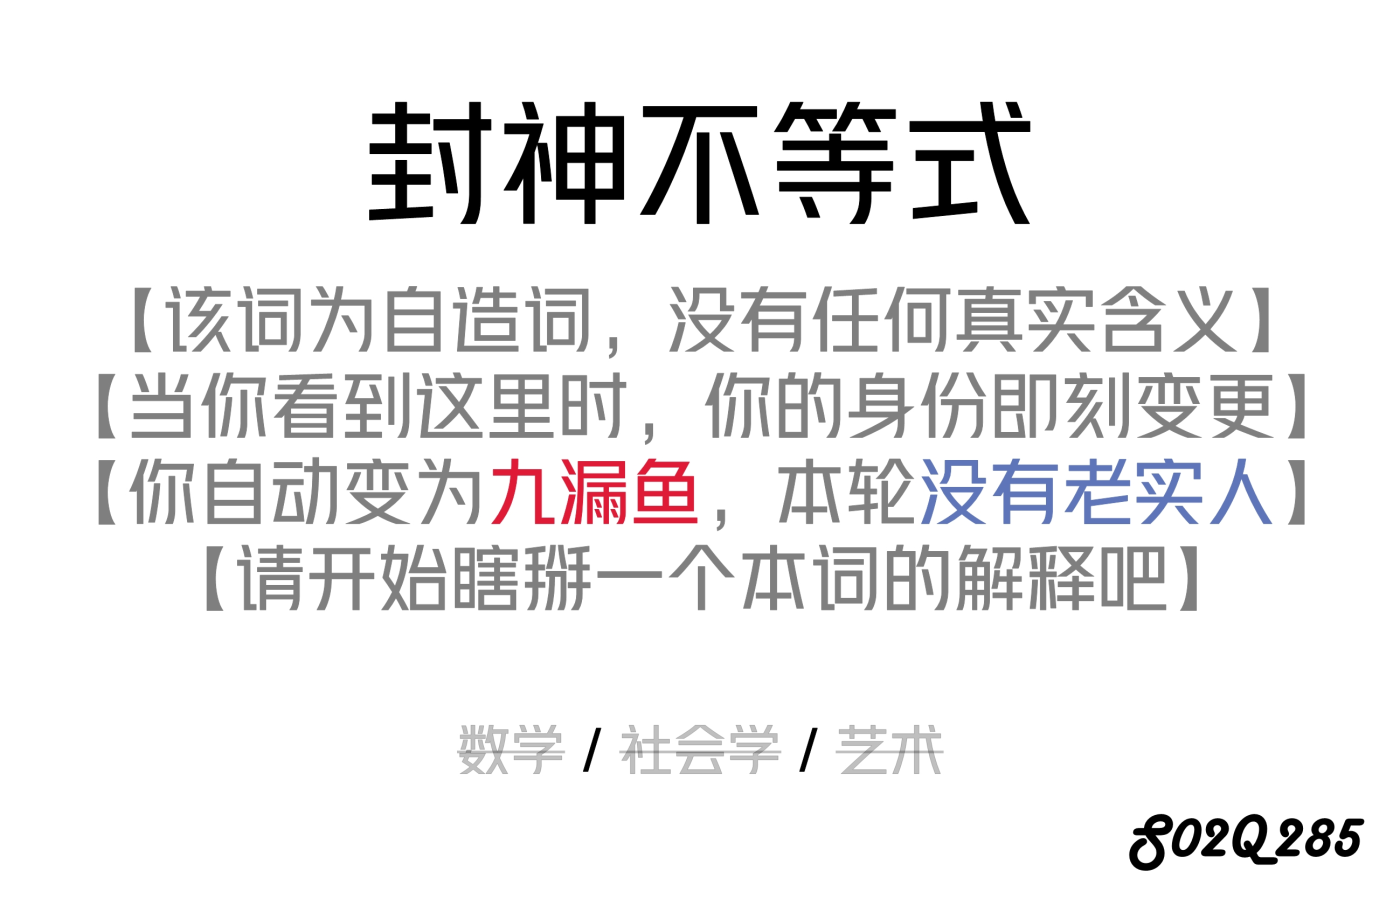 封神不等式
【该词为自造词，没有任何真实含义】
【当你看到这里时，你的身份即刻变更】
【你自动变为九漏鱼，本轮没有老实人】
【请开始瞎掰一个本词的解释吧】
数学 / 社会学 / 艺术
S02Q285